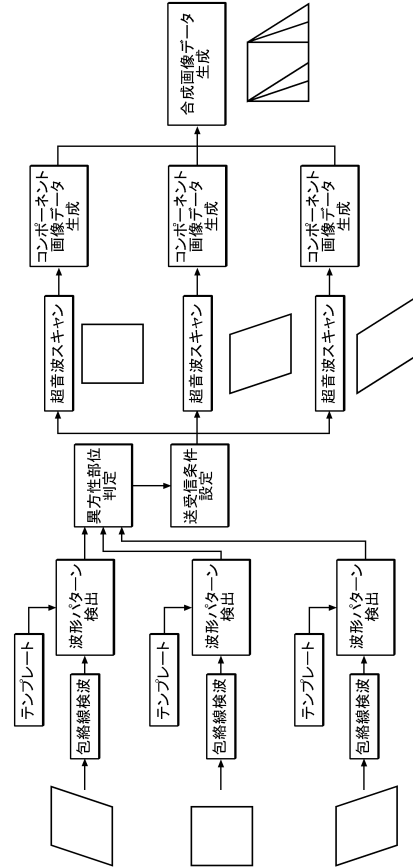 テンプレート
包絡線検波
波形パターン
検出
テンプレート
包絡線検波
波形パターン
検出
テンプレート
包絡線検波
波形パターン
検出
異方性部位
判定
送受信条件
設定
超音波スキャン
コンポーネント
画像データ
生成
超音波スキャン
コンポーネント
画像データ
生成
超音波スキャン
コンポーネント
画像データ
生成
合成画像データ
生成